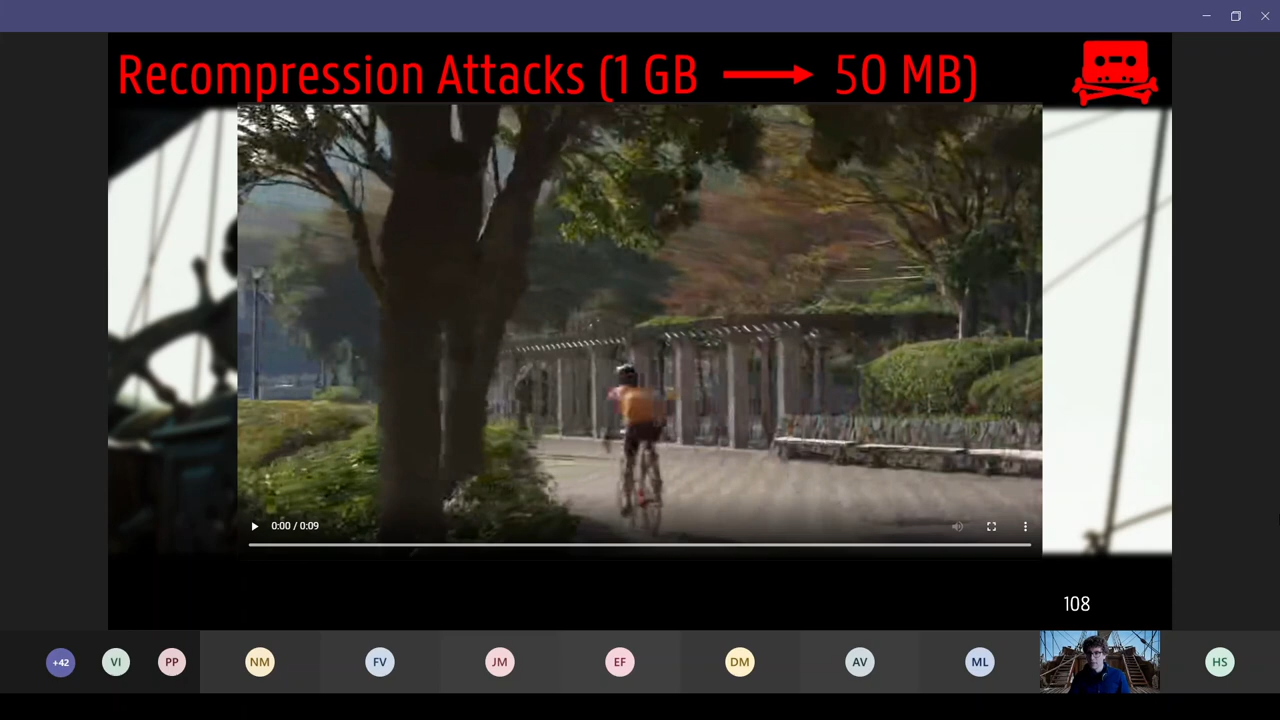 Recompression Attacks (1 GB → 50 MB)
0:00 / 0:09
108
+42 VI PP NM FV JM EF DM AV ML HS